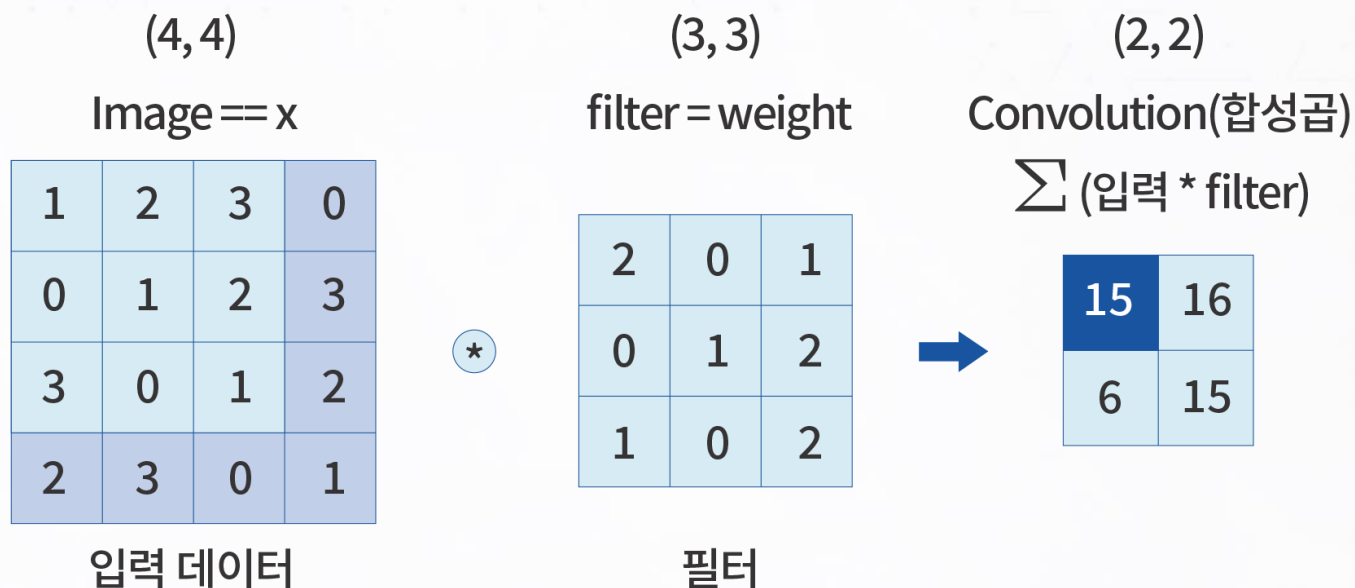 (4, 4)
Image == x
1 2 3 0
0 1 2 3
3 0 1 2
2 3 0 1
입력 데이터
*
(3, 3)
filter = weight
2 0 1
0 1 2
1 0 2
필터
(2, 2)
Convolution(합성곱)
∑ (입력 * filter)
15 16
6 15